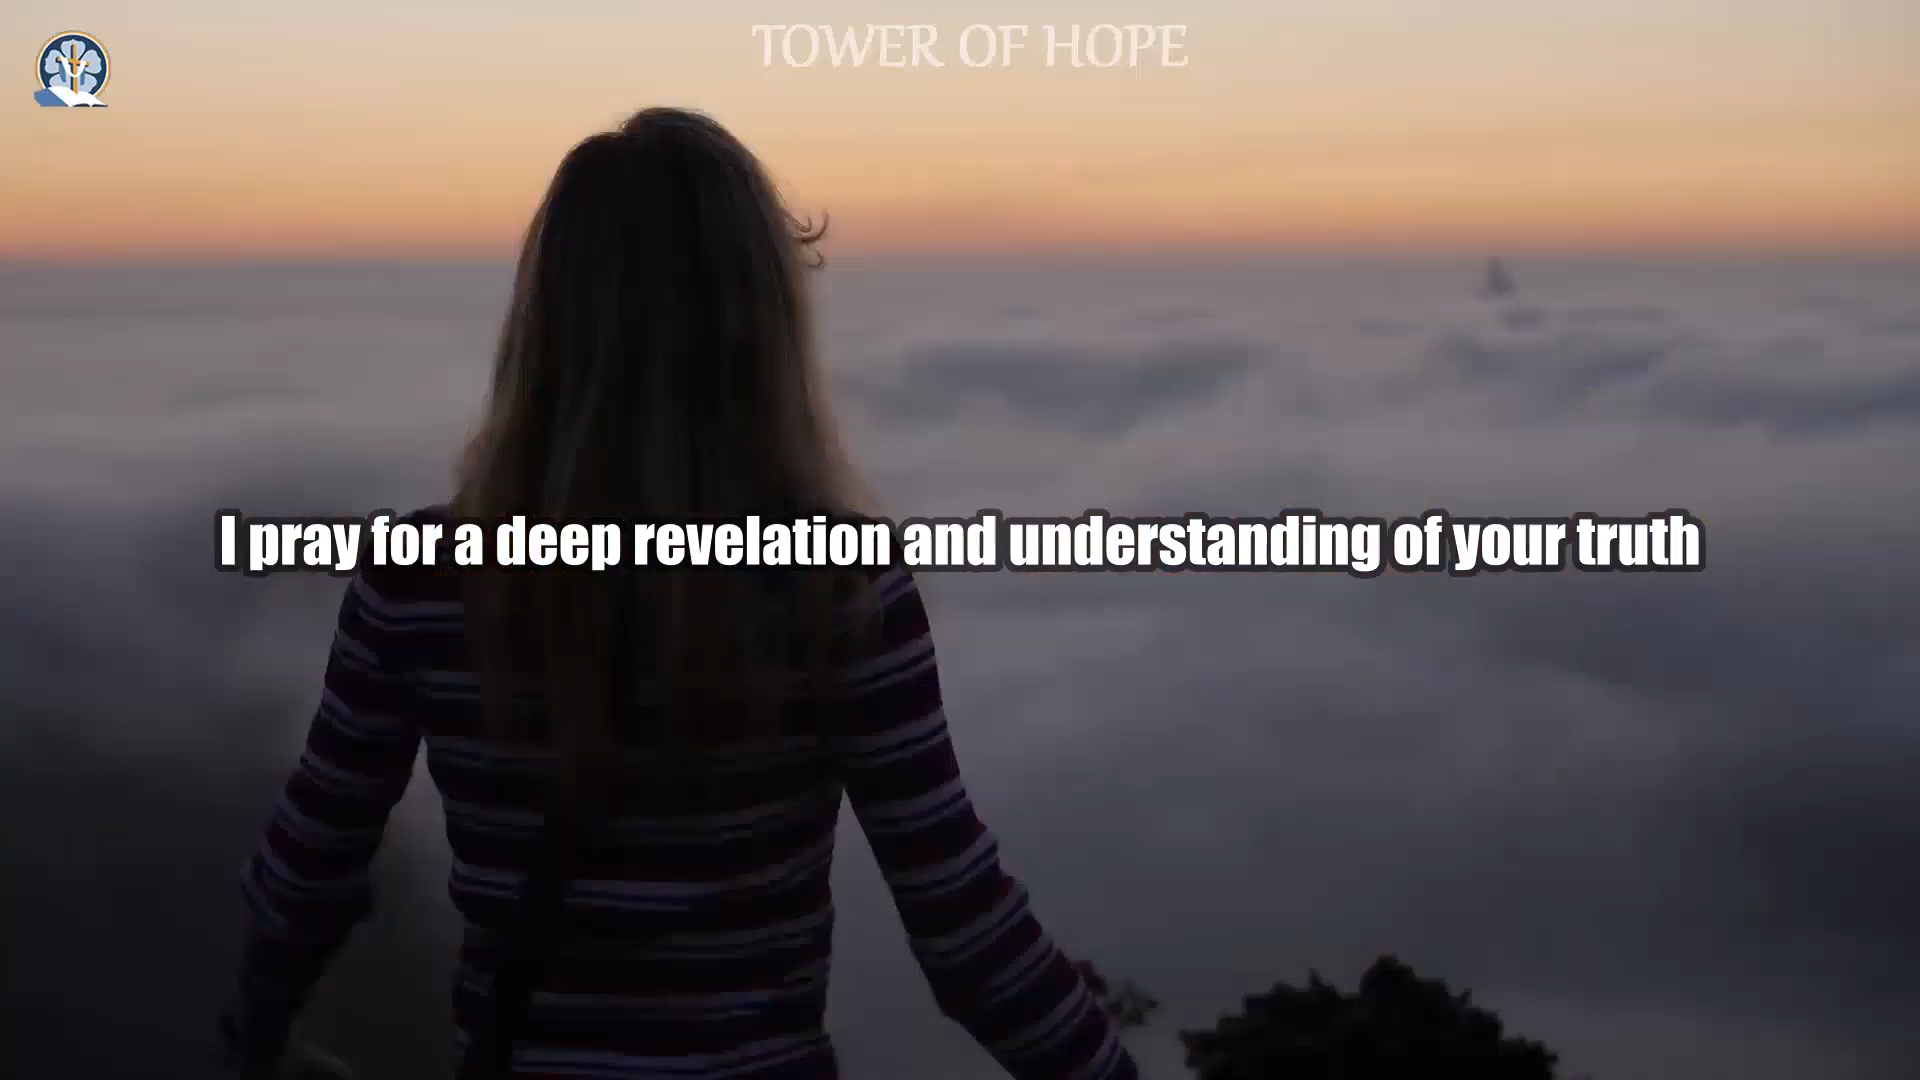 TOWER OF HOPE
I pray for a deep revelation and understanding of your truth